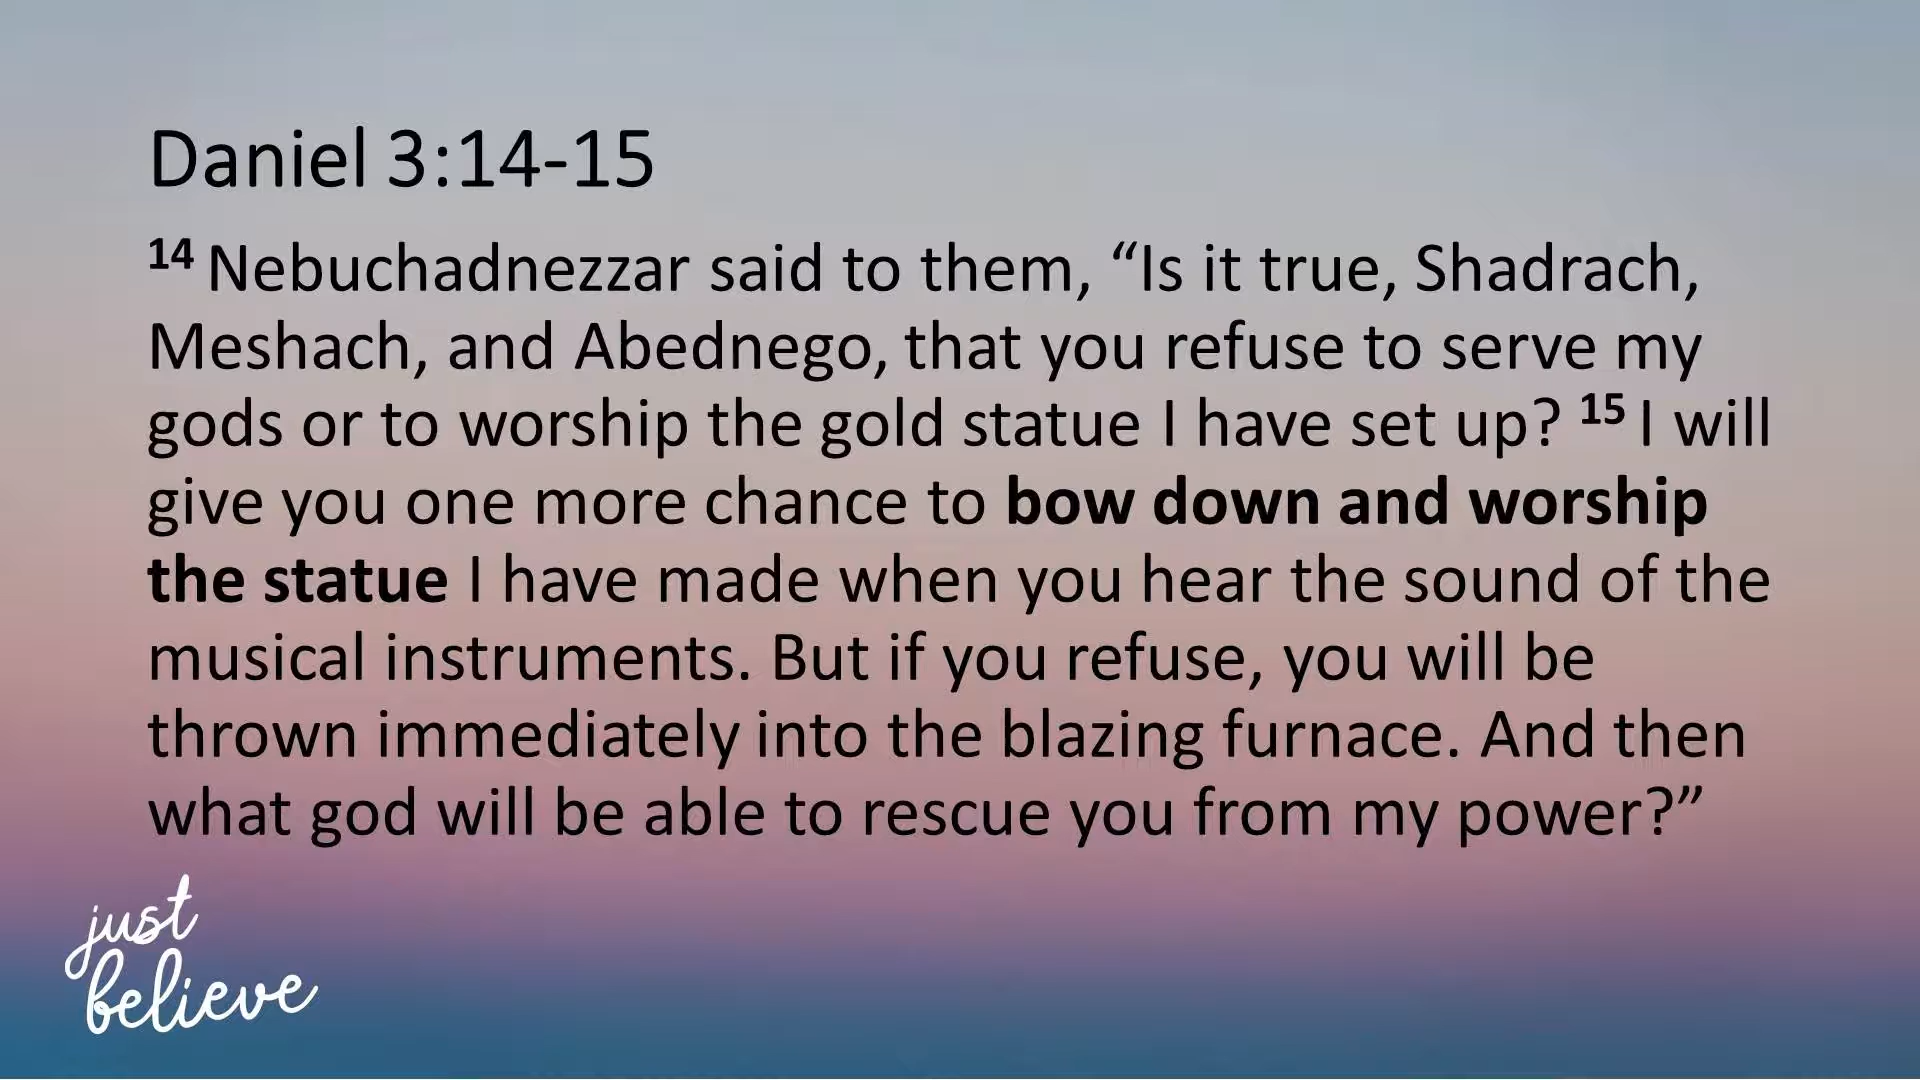 Daniel 3:14-15
14 Nebuchadnezzar said to them, “Is it true, Shadrach,
Meshach, and Abednego, that you refuse to serve my
gods or to worship the gold statue I have set up? 15 I will
give you one more chance to bow down and worship
the statue I have made when you hear the sound of the
musical instruments. But if you refuse, you will be
thrown immediately into the blazing furnace. And then
what god will be able to rescue you from my power?”
just
believe